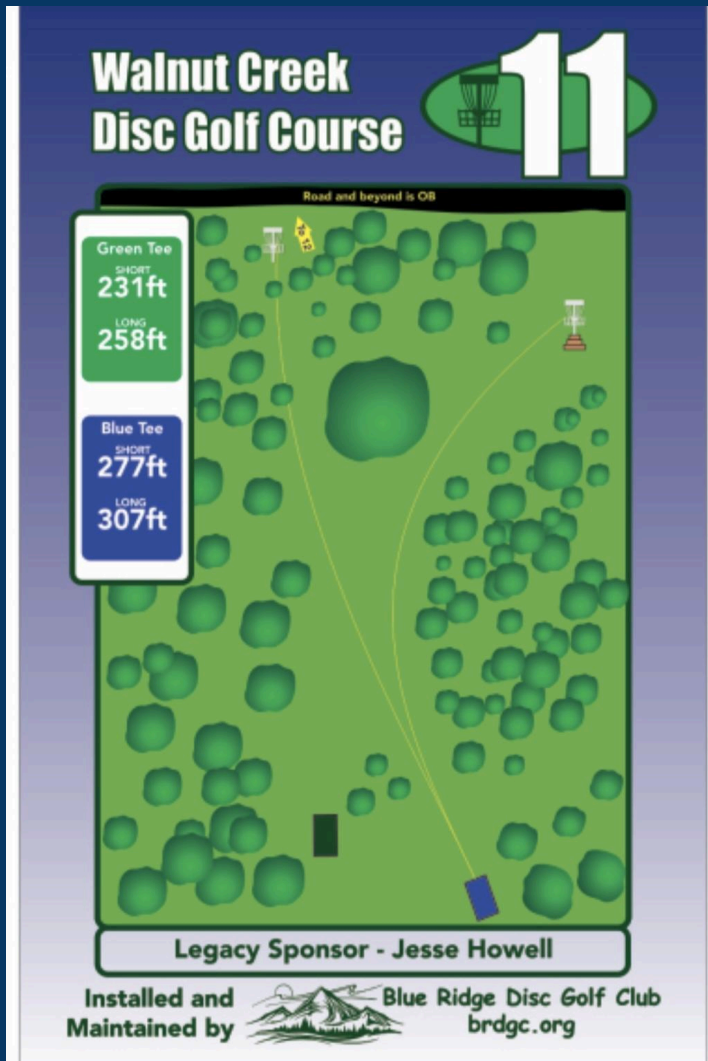 Walnut Creek
Disc Golf Course
11
Road and beyond is OB
To 12
Green Tee
SHORT
231ft
LONG
258ft
Blue Tee
SHORT
277ft
LONG
307ft
Legacy Sponsor - Jesse Howell
Installed and
Maintained by
Blue Ridge Disc Golf Club
brdgc.org